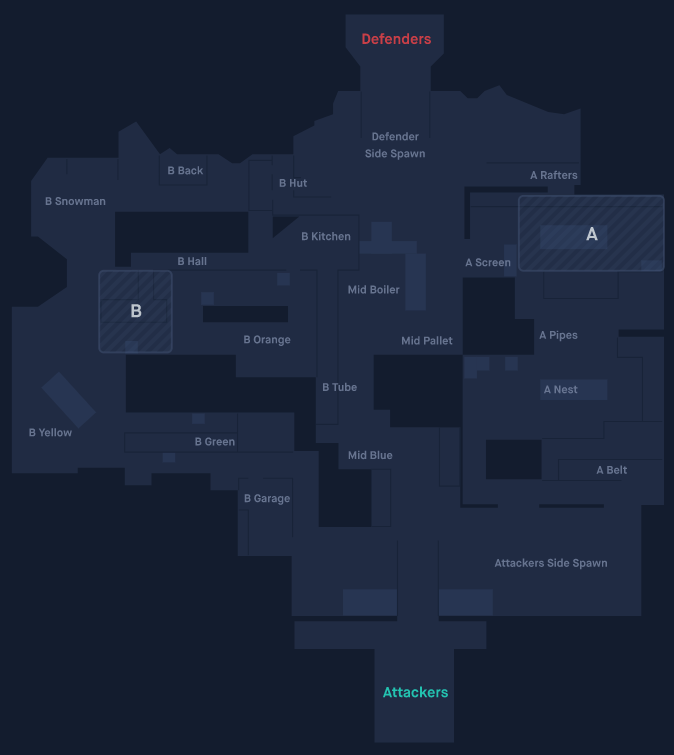 Defenders
Defender
Side Spawn
B Back
A Rafters
B Hut
B Snowman
B Kitchen
A
B Hall
A Screen
Mid Boiler
B
B Orange
Mid Pallet
A Pipes
B Tube
A Nest
B Yellow
B Green
Mid Blue
A Belt
B Garage
Attackers Side Spawn
Attackers